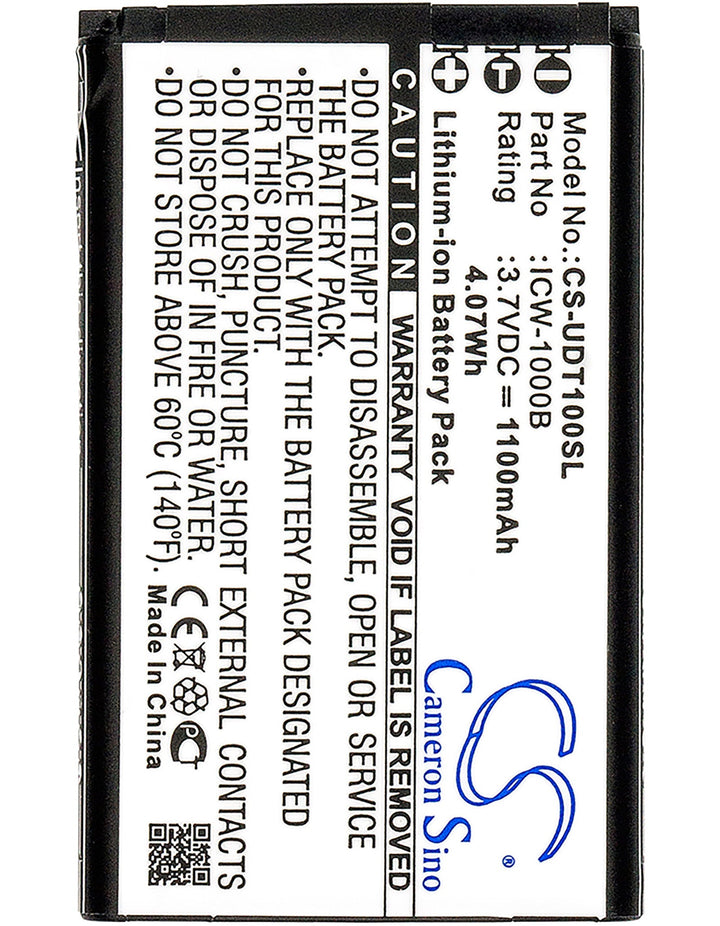 Model No.: CS-UDT100SL
Part No :ICW-1000B
Rating :3.7VDC 1100mAh
4.07Wh
Lithium-ion Battery Pack
CS
®
Cameron Sino
CAUTION WARRANTY VOID IF LABEL IS REMOVED
•DO NOT ATTEMPT TO DISASSEMBLE, OPEN OR SERVICE
THE BATTERY PACK.
•REPLACE ONLY WITH THE BATTERY PACK DESIGNATED
FOR THIS PRODUCT.
•DO NOT CRUSH, PUNCTURE, SHORT EXTERNAL CONTACTS
OR DISPOSE OF IN FIRE OR WATER.
•DO NOT STORE ABOVE 60°C (140°F).
CE
Made In China